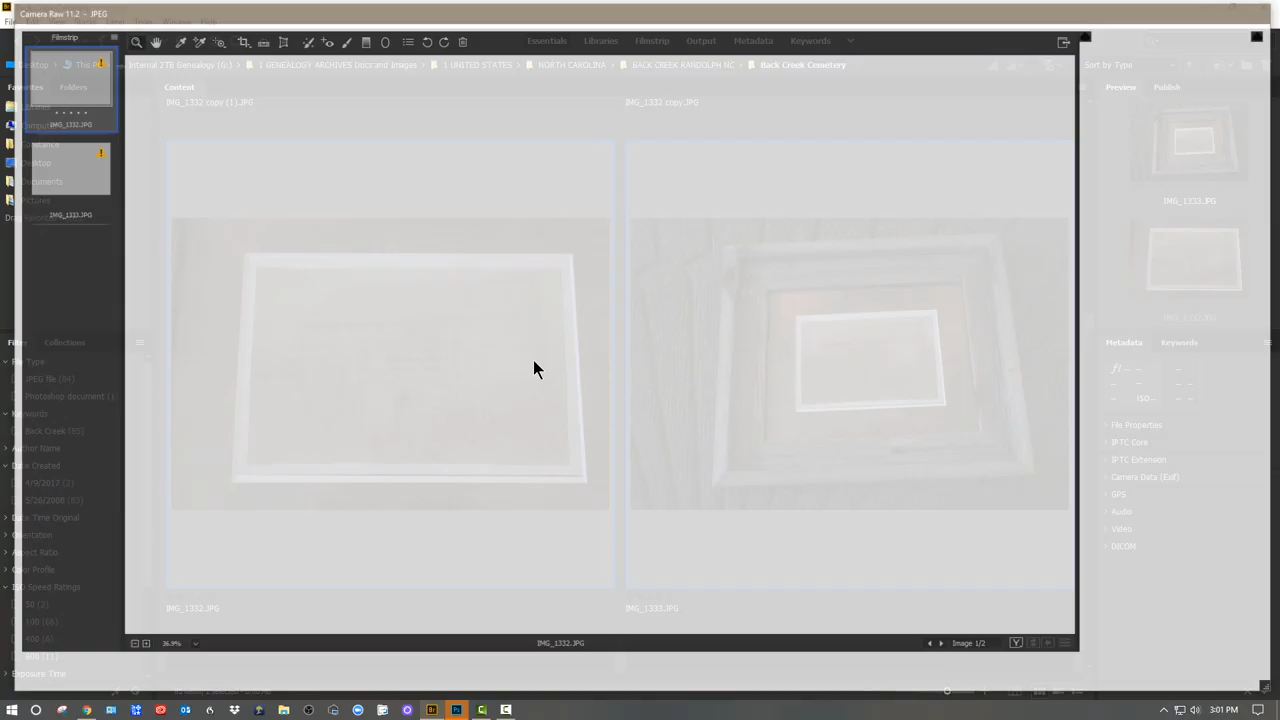 Camera Raw 11.2 - JPEG
Filmstrip
Essentials Libraries Filmstrip Output Metadata Keywords
Desktop This P Internal 2TB Genealogy (G:) 1 GENEALOGY ARCHIVES Docs and Images 1 UNITED STATES NORTH CAROLINA BACK CREEK RANDOLPH NC Back Creek Cemetery
Sort by Type
Favorites Folders
Content
Preview Publish
IMG_1332 copy (1).JPG
IMG_1332 copy.JPG
IMG_1332.JPG
Desktop
Documents
Pictures
IMG_1333.JPG
Drag Favorites
IMG_1333.JPG
Filter Collections
Metadata Keywords
File Type
JPEG file (84)
Photoshop document ()
Keywords
Back Creek (85)
Author Name
Date Created
4/9/2017 (2)
5/26/2008 (83)
Date Time Original
Orientation
Aspect Ratio
Color Profile
ISO Speed Ratings
50 (2)
100 (66)
400 (6)
Exposure Time
ISO--
File Properties
IPTC Core
IPTC Extension
Camera Data (Exif)
GPS
Audio
Video
DICOM
IMG_1332.JPG
IMG_1333.JPG
36.9%
IMG_1332.JPG
Image 1/2
3:01 PM